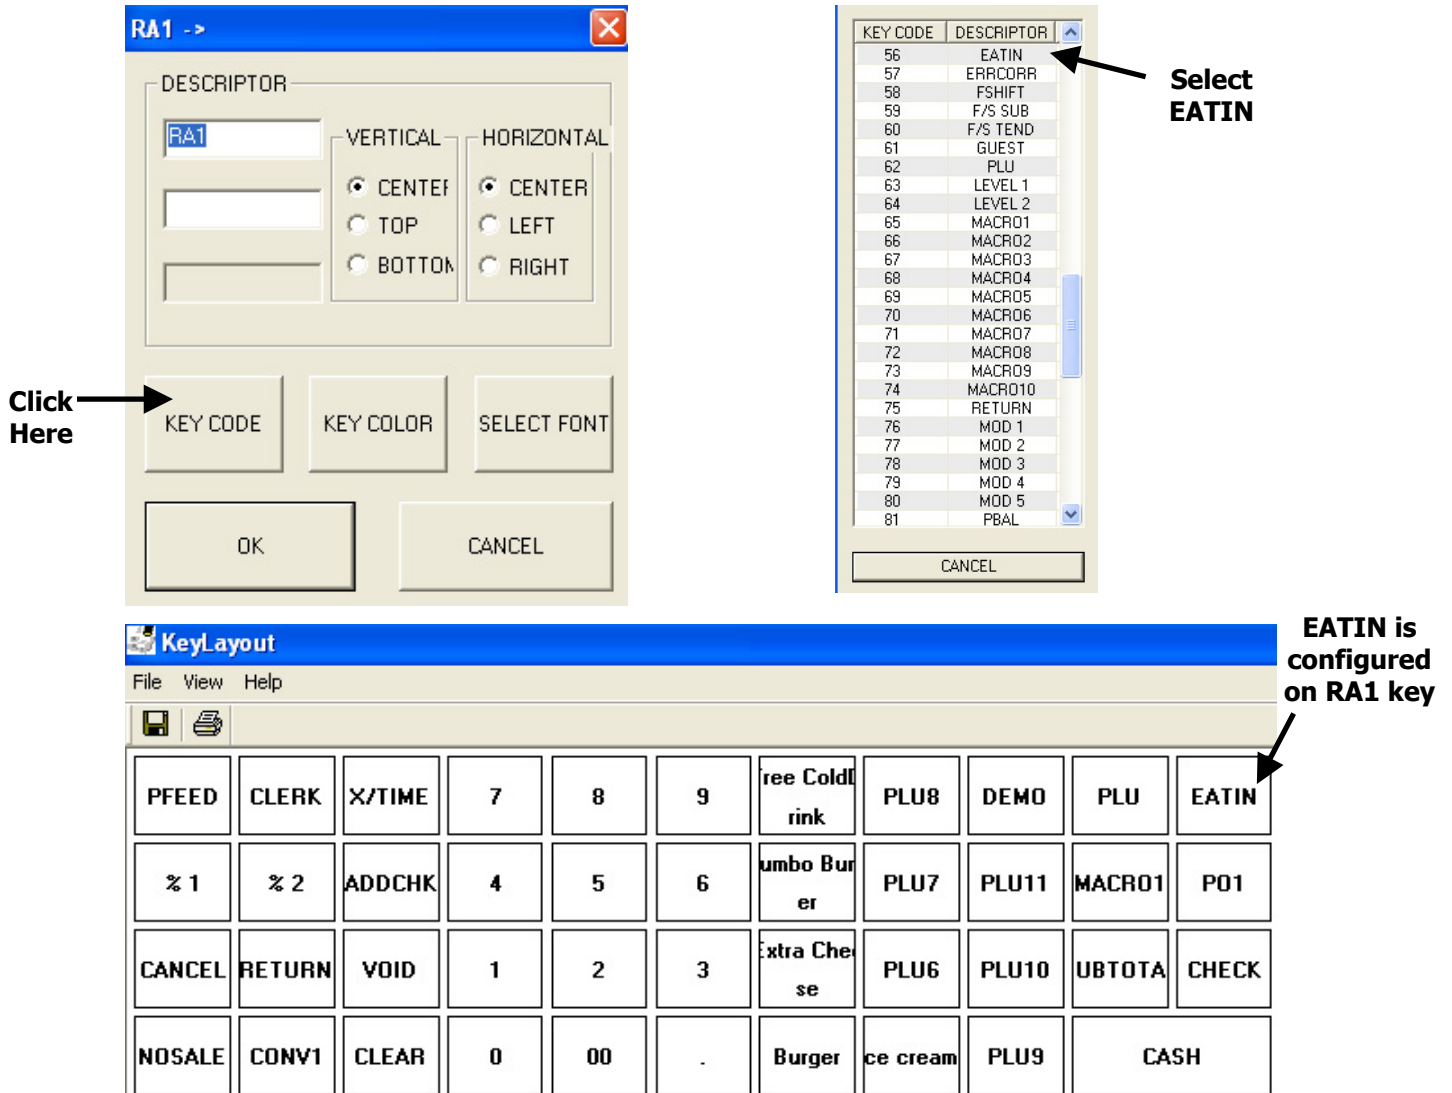 RA1 ->
DESCRIPTOR
RA1
VERTICAL
HORIZONTAL
CENTER
CENTER
TOP
LEFT
BOTTOM
RIGHT
Click
Here
KEY CODE
KEY COLOR
SELECT FONT
OK
CANCEL
KEY CODE DESCRIPTOR
56 EATIN
57 ERRCORR
58 FSHIFT
59 F/S SUB
60 F/S TEND
61 GUEST
62 PLU
63 LEVEL 1
64 LEVEL 2
65 MACRO1
66 MACRO2
67 MACRO3
68 MACRO4
69 MACRO5
70 MACRO6
71 MACRO7
72 MACRO8
73 MACRO9
74 MACRO10
75 RETURN
76 MOD 1
77 MOD 2
78 MOD 3
79 MOD 4
80 MOD 5
81 PBAL
CANCEL
Select
EATIN
EATIN is
configured
on RA1 key
KeyLayout
File View Help
PFEED CLERK X/TIME 7 8 9 ree Cold
rink
PLU8 DEMO PLU EATIN
% 1 % 2 ADDCHK 4 5 6 umbo Bur
er
PLU7 PLU11 MACRO1 PO1
CANCEL RETURN VOID 1 2 3 Extra Che
se
PLU6 PLU10 UBTOTA CHECK
NOSALE CONV1 CLEAR 0 00 . Burger ce cream PLU9 CASH